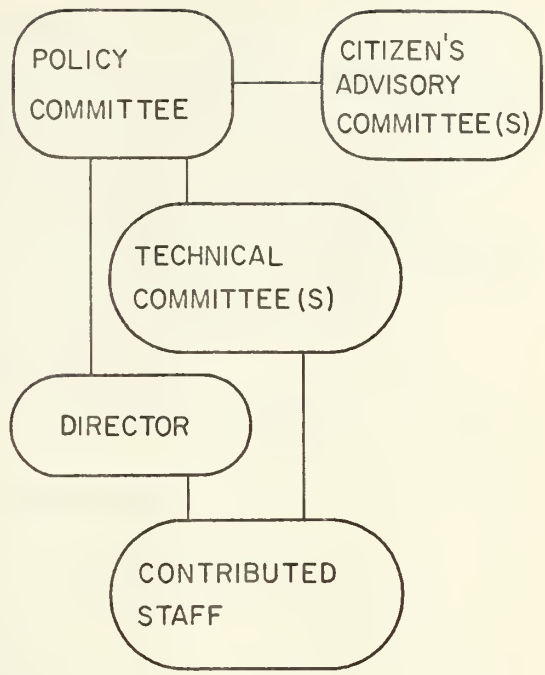 POLICY
COMMITTEE
CITIZEN'S
ADVISORY
COMMITTEE(S)
TECHNICAL
COMMITTEE(S)
DIRECTOR
CONTRIBUTED
STAFF